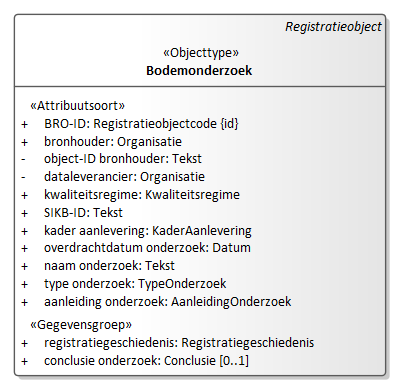 Registratieobject
«Objecttype»
Bodemonderzoek
«Attribuutsoort»
+ BRO-ID: Registratieobjectcode {id}
+ bronhouder: Organisatie
- object-ID bronhouder: Tekst
- dataleverancier: Organisatie
+ kwaliteitsregime: Kwaliteitsregime
+ SIKB-ID: Tekst
+ kader aanlevering: KaderAanlevering
+ overdrachtdatum onderzoek: Datum
+ naam onderzoek: Tekst
+ type onderzoek: TypeOnderzoek
+ aanleiding onderzoek: AanleidingOnderzoek
«Gegevensgroep»
+ registratiegeschiedenis: Registratiegeschiedenis
+ conclusie onderzoek: Conclusie [0..1]